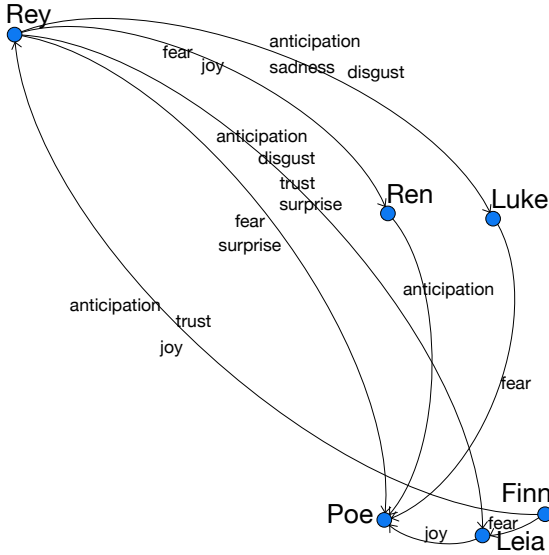 Rey
anticipation
fear
joy
sadness
disgust
anticipation
disgust
trust
surprise
Ren
Luke
fear
surprise
anticipation
anticipation
trust
joy
fear
Finn
Poe
fear
joy
Leia